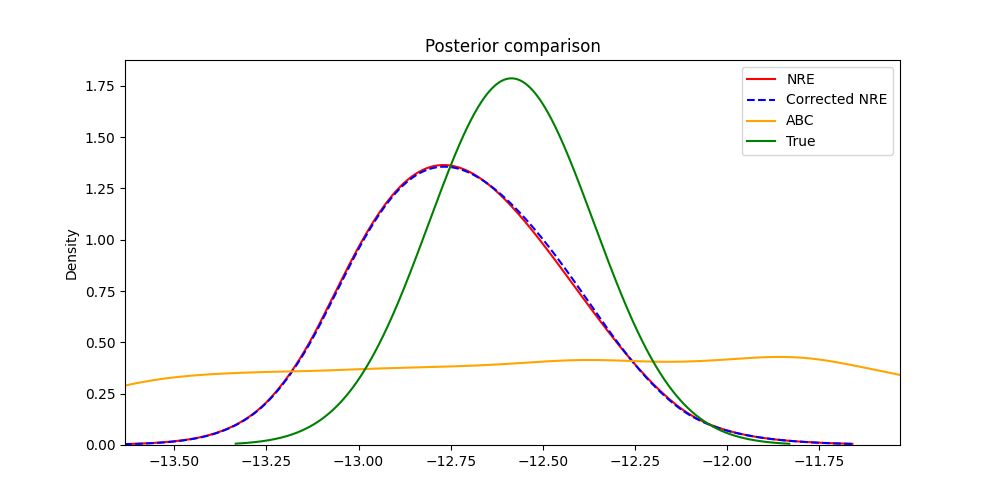 Posterior comparison
NRE
Corrected NRE
ABC
True
Density
1.75
1.50
1.25
1.00
0.75
0.50
0.25
0.00
−13.50
−13.25
−13.00
−12.75
−12.50
−12.25
−12.00
−11.75